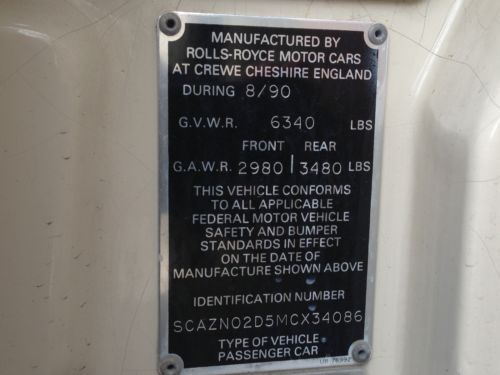 MANUFACTURED BY
ROLLS-ROYCE MOTOR CARS
AT CREWE CHESHIRE ENGLAND
DURING 8/90
G.V.W.R. 6340 LBS
FRONT REAR
G.A.W.R. 2980 | 3480 LBS
THIS VEHICLE CONFORMS
TO ALL APPLICABLE
FEDERAL MOTOR VEHICLE
SAFETY AND BUMPER
STANDARDS IN EFFECT
ON THE DATE OF
MANUFACTURE SHOWN ABOVE
IDENTIFICATION NUMBER
SCAZN02D5MCX34086
TYPE OF VEHICLE
PASSENGER CAR